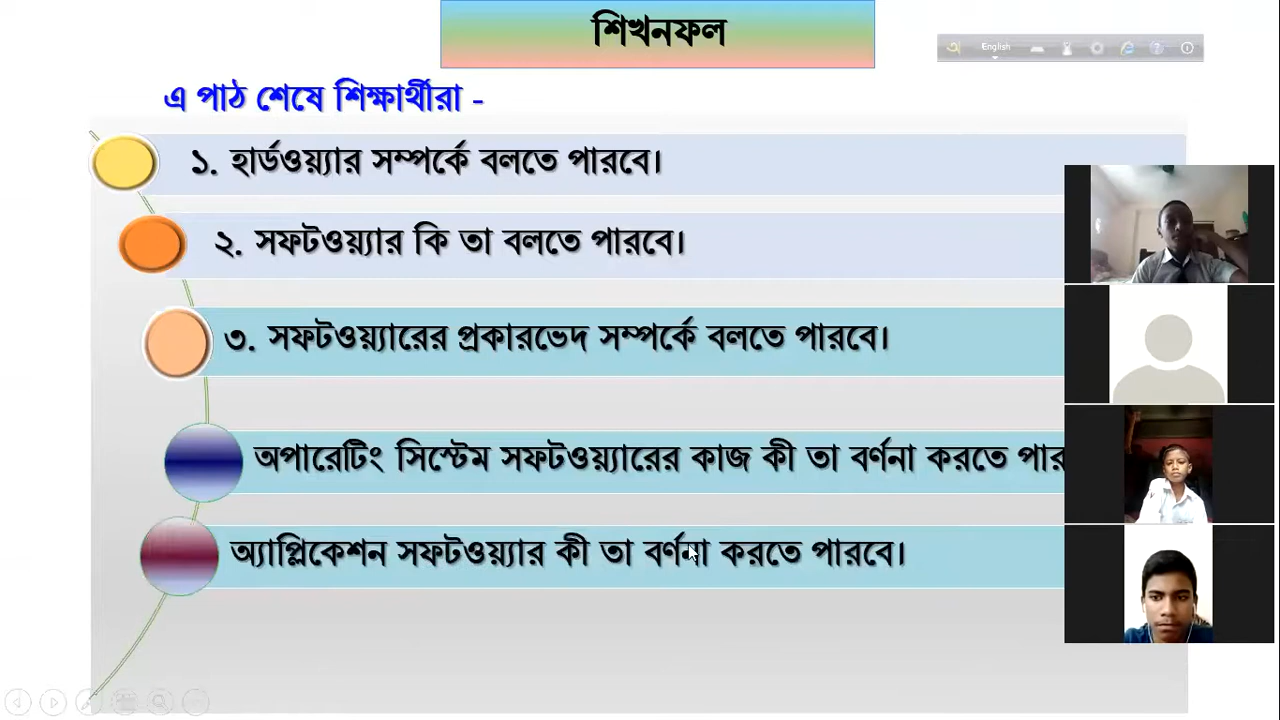 শিখনফল
English
এ পাঠ শেষে শিক্ষার্থীরা -
১. হার্ডওয়্যার সম্পর্কে বলতে পারবে।
২. সফটওয়্যার কি তা বলতে পারবে।
৩. সফটওয়্যারের প্রকারভেদ সম্পর্কে বলতে পারবে।
অপারেটিং সিস্টেম সফটওয়্যারের কাজ কী তা বর্ণনা করতে পার
অ্যাপ্লিকেশন সফটওয়্যার কী তা বর্ণনা করতে পারবে।